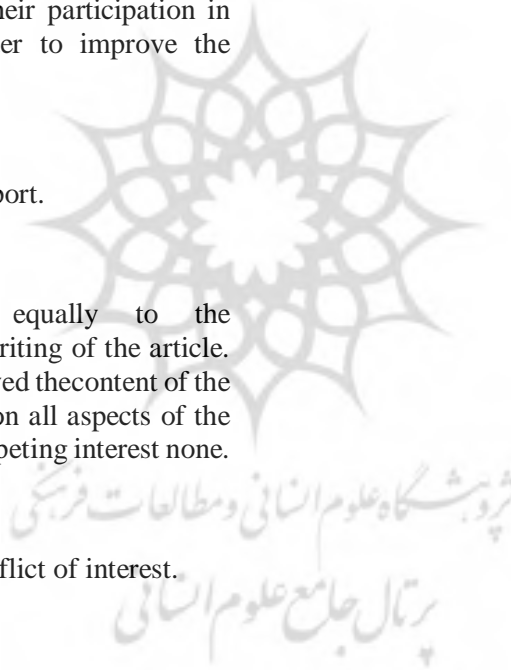 heir participation in
er to improve the
port.
equally to the
riting of the article.
ved thecontent of the
on all aspects of the
peting interest none.
پژوهشگاه علوم انسانی و مطالعات فرهنگی
flict of interest.
پرتال جامع علوم انسانی